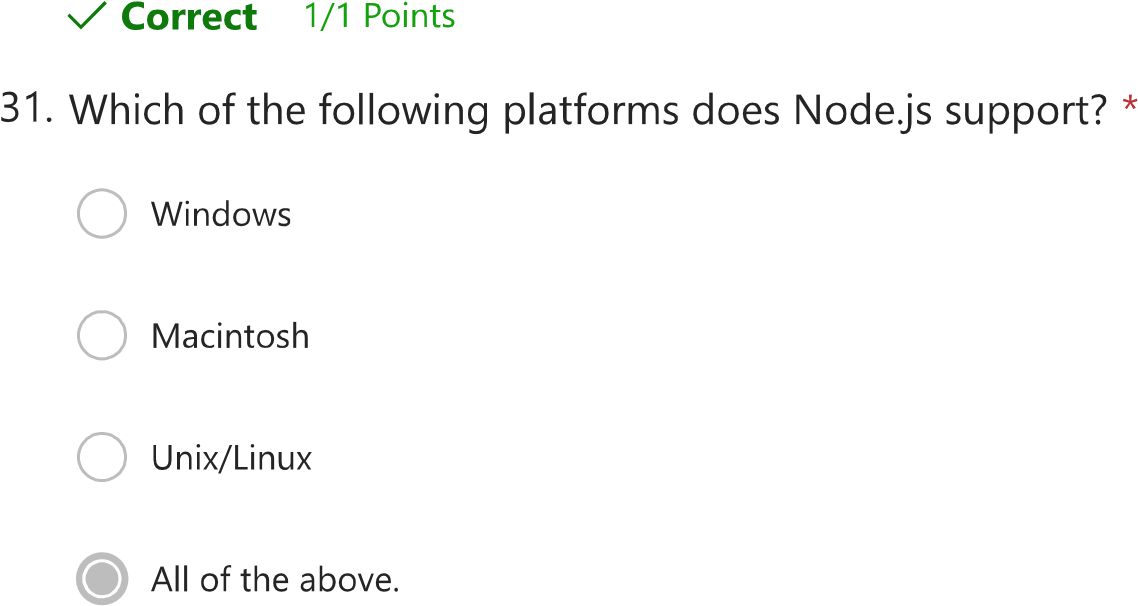 Correct 1/1 Points
31. Which of the following platforms does Node.js support? *
Windows
Macintosh
Unix/Linux
All of the above.